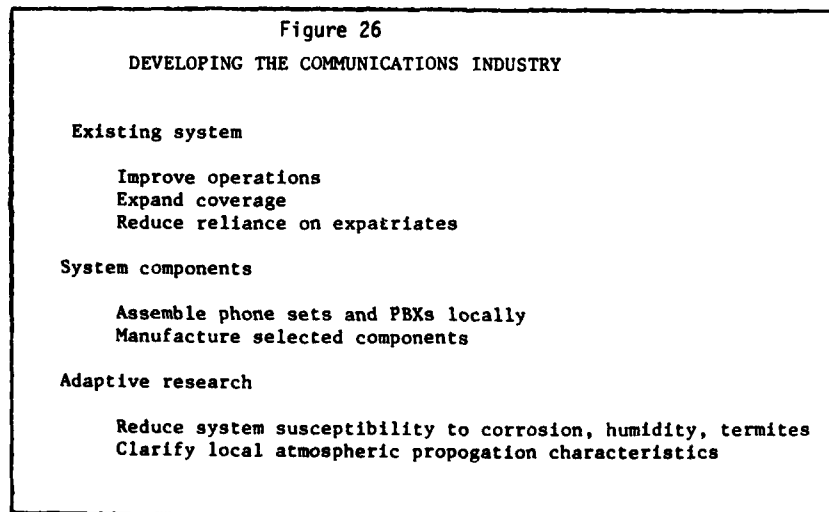 Figure 26
DEVELOPING THE COMMUNICATIONS INDUSTRY
Existing system
Improve operations
Expand coverage
Reduce reliance on expatriates
System components
Assemble phone sets and PBXs locally
Manufacture selected components
Adaptive research
Reduce system susceptibility to corrosion, humidity, termites
Clarify local atmospheric propogation characteristics